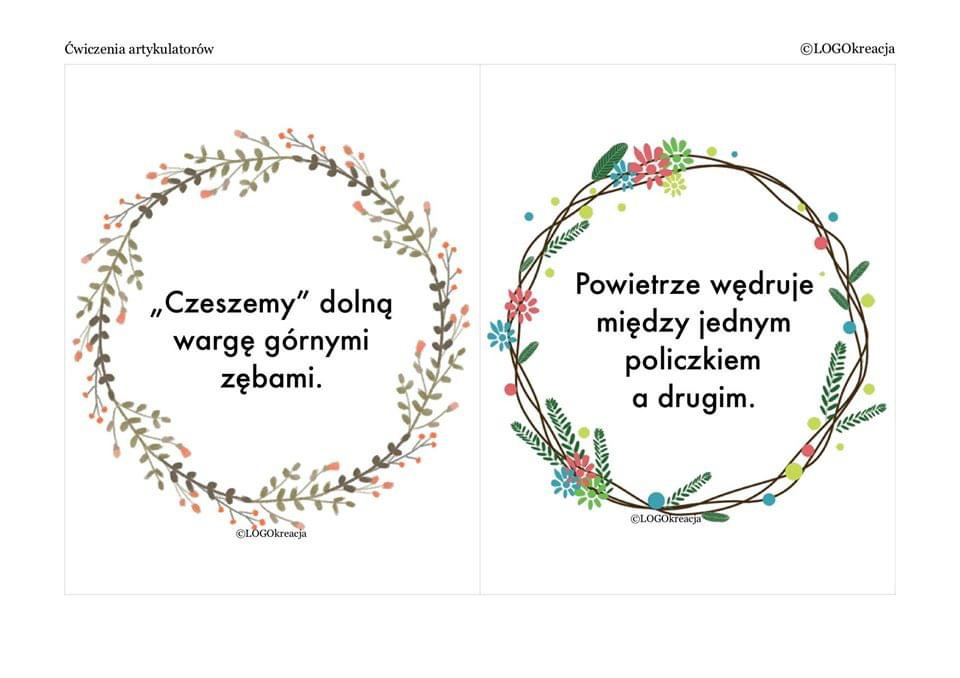 Ćwiczenia artykulatorów
©LOGOkreacja
„Czeszemy” dolną
wargę górnymi
zębami.
©LOGOkreacja
Powietrze wędruje
między jednym
policzkiem
a drugim.
©LOGOkreacja